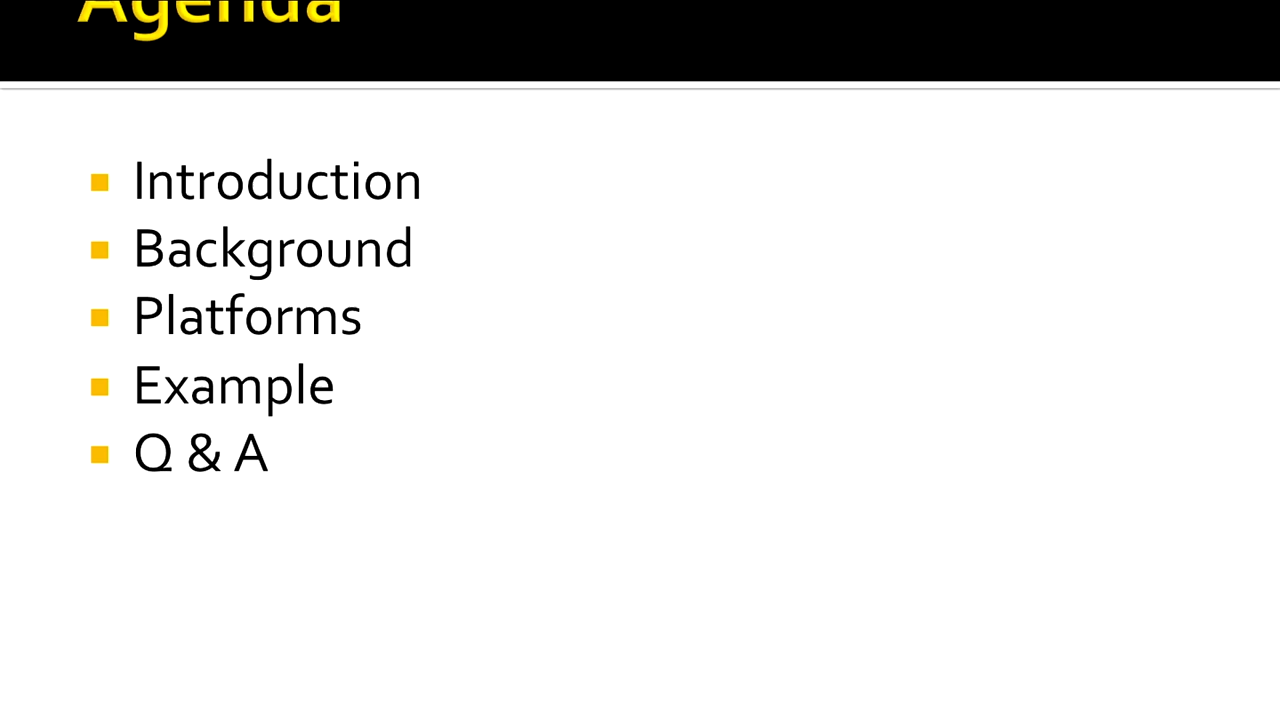 Agenda
Introduction
Background
Platforms
Example
Q & A